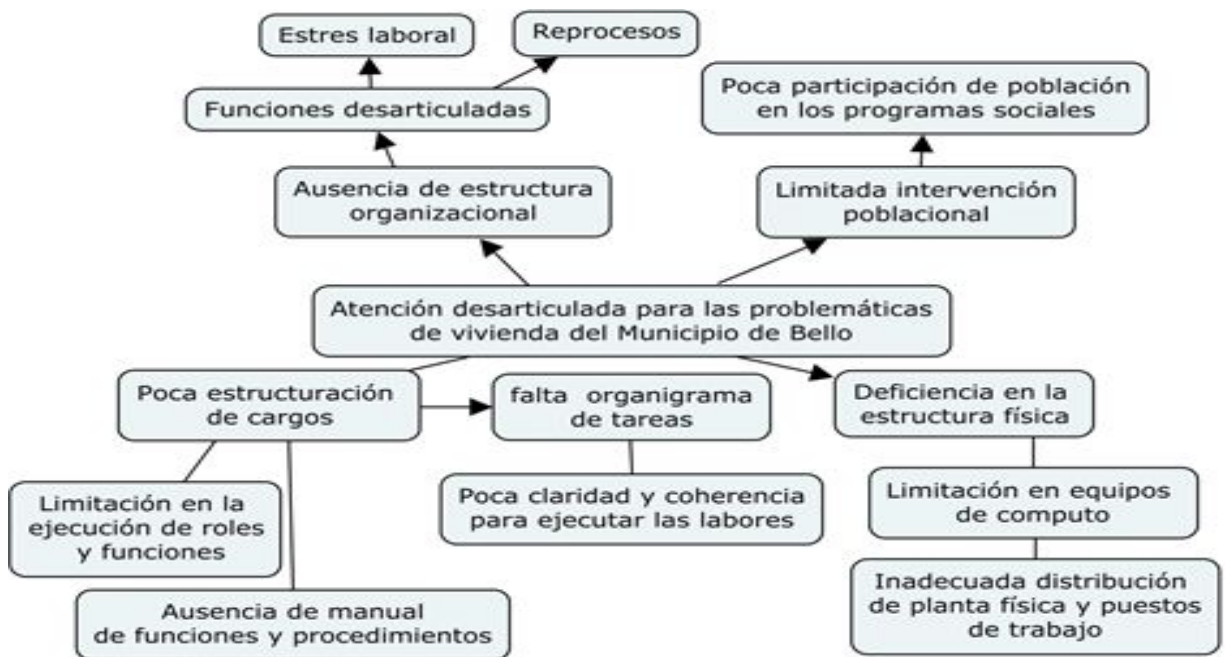 Estres laboral
Reprocesos
Funciones desarticuladas
Poca participación de población
en los programas sociales
Ausencia de estructura
organizacional
Limitada intervención
poblacional
Atención desarticulada para las problemáticas
de vivienda del Municipio de Bello
Poca estructuración
de cargos
falta organigrama
de tareas
Deficiencia en la
estructura física
Limitación en la
ejecución de roles
y funciones
Poca claridad y coherencia
para ejecutar las labores
Limitación en equipos
de computo
Ausencia de manual
de funciones y procedimientos
Inadecuada distribución
de planta física y puestos
de trabajo